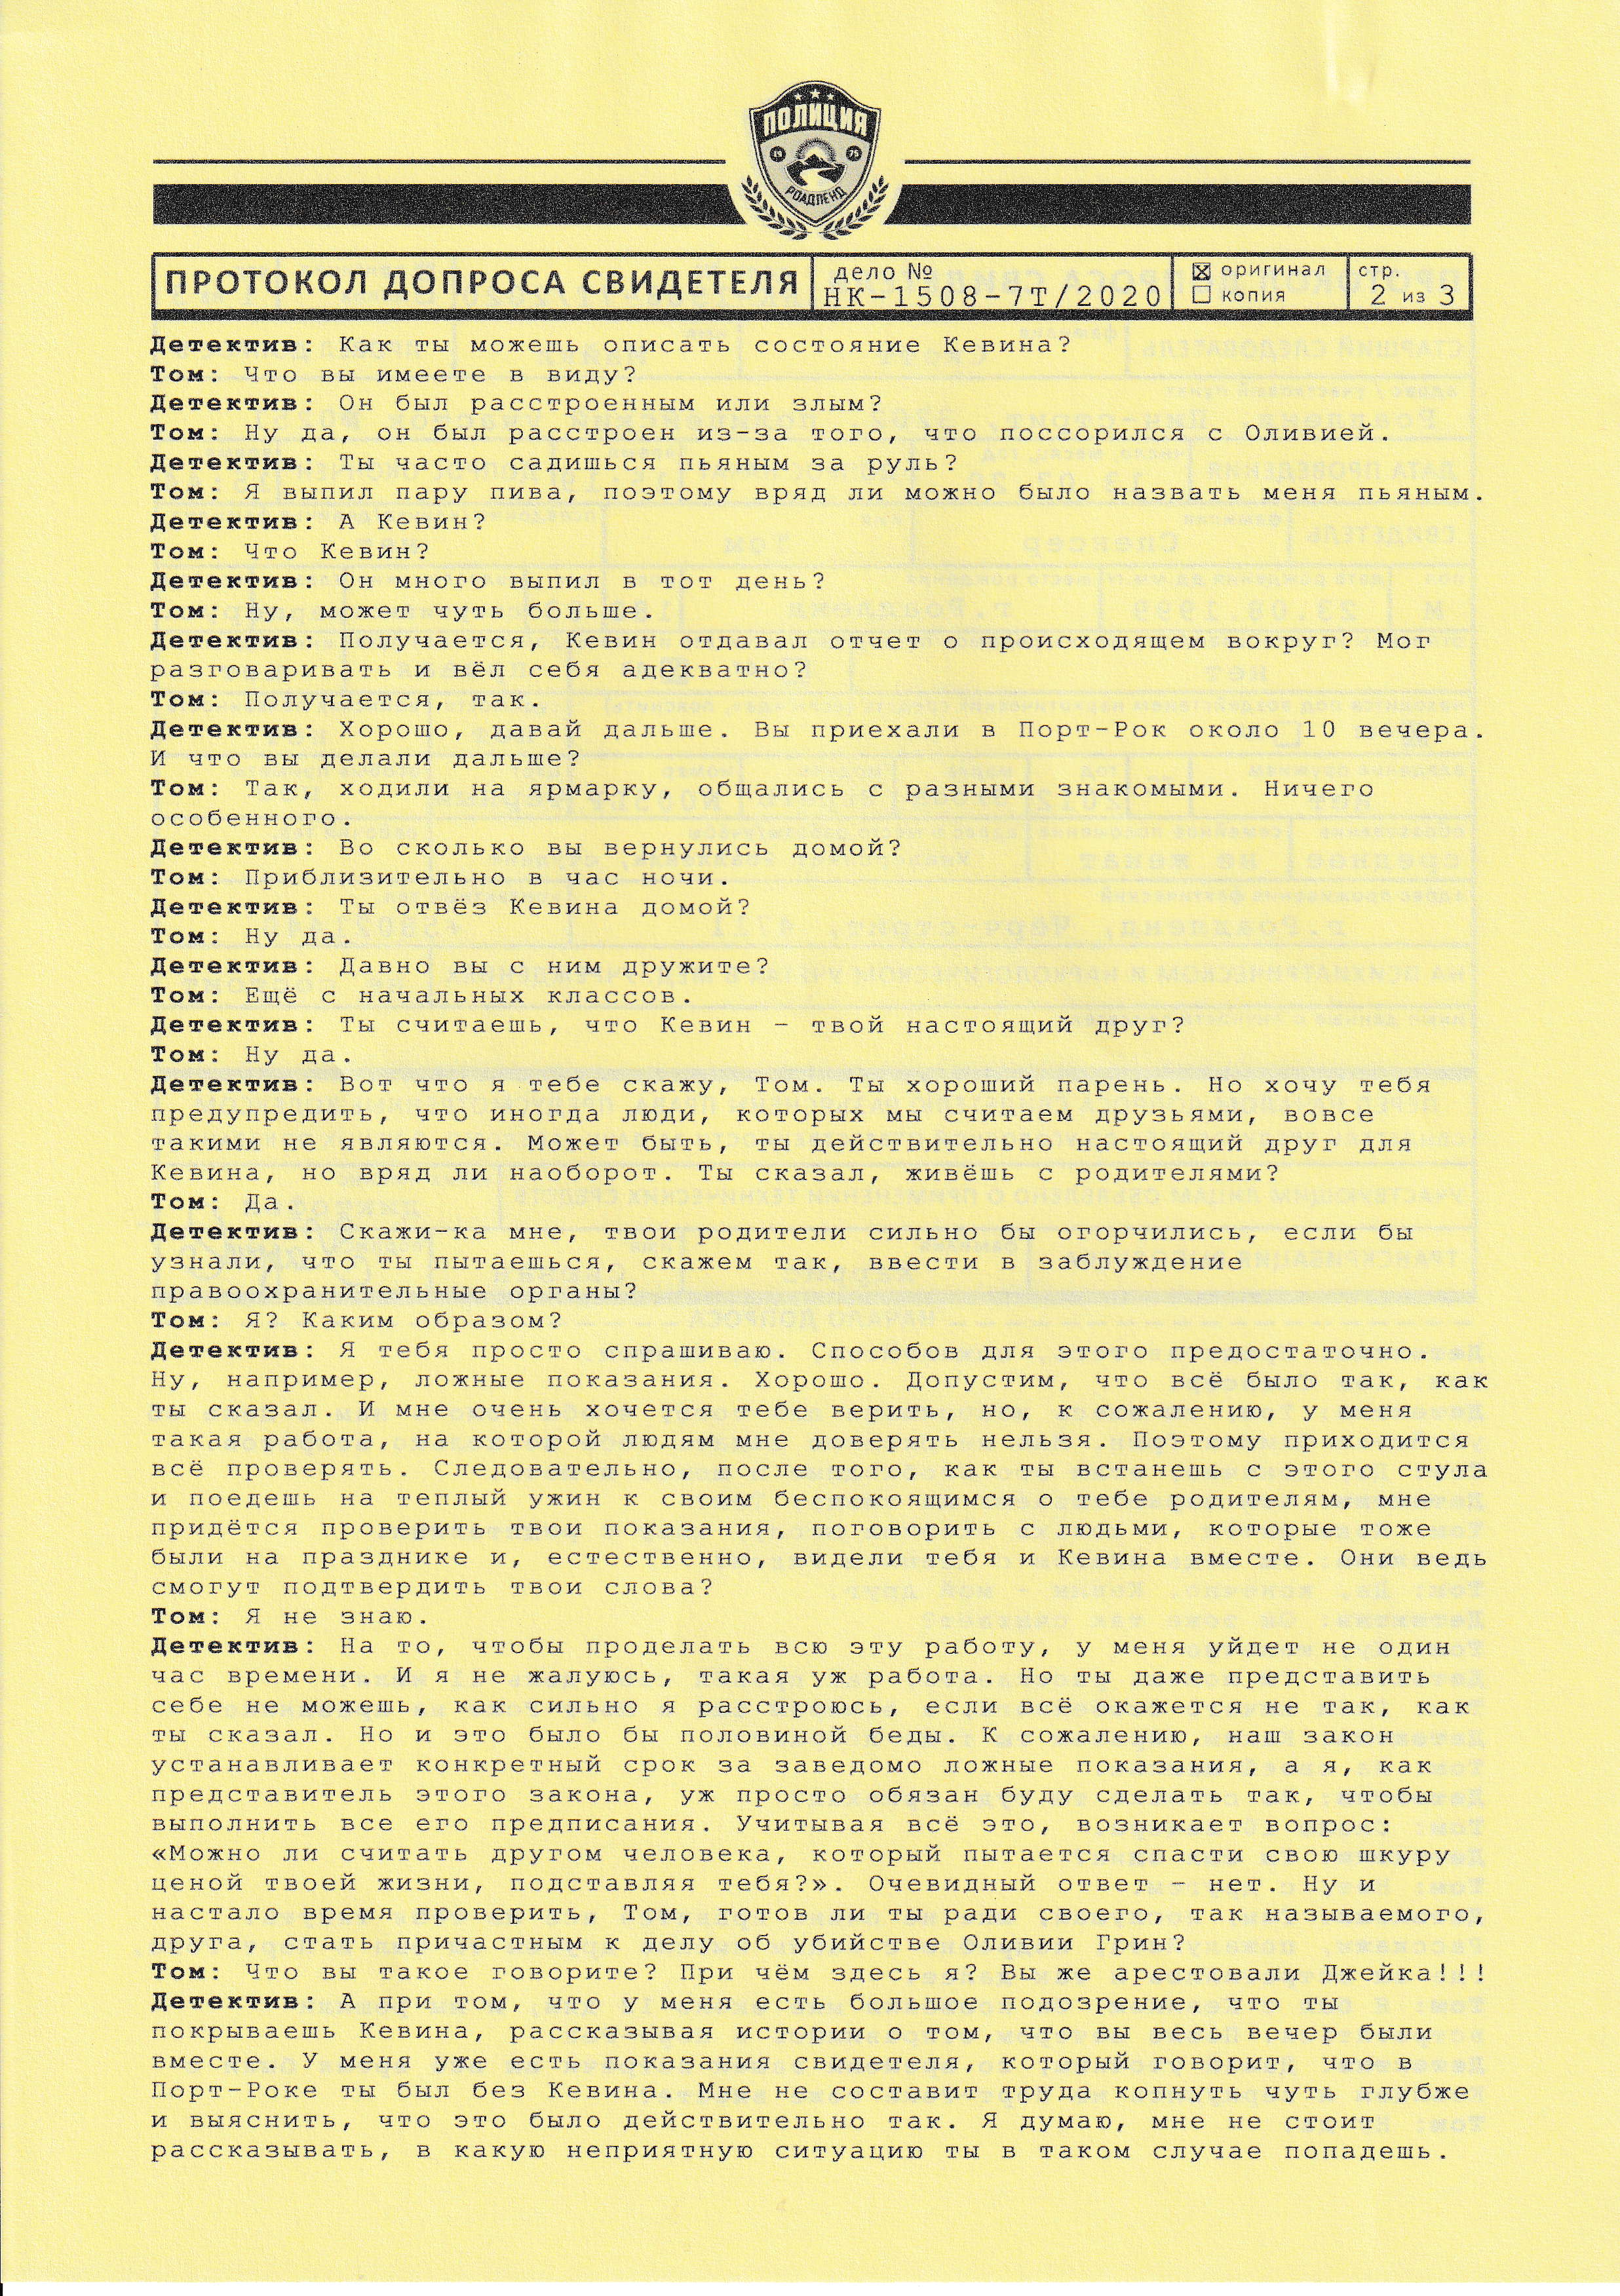 ПОЛИЦИЯ
19 75
РОАДЛЕНД
ПРОТОКОЛ ДОПРОСА СВИДЕТЕЛЯ
дело №
НК-1508-7Т/2020
☒ оригинал
☐ копия
стр.
2 из 3
Детектив: Как ты можешь описать состояние Кевина?
Том: Что вы имеете в виду?
Детектив: Он был расстроенным или злым?
Том: Ну да, он был расстроен из-за того, что поссорился с Оливией.
Детектив: Ты часто садишься пьяным за руль?
Том: Я выпил пару пива, поэтому вряд ли можно было назвать меня пьяным.
Детектив: А Кевин?
Том: Что Кевин?
Детектив: Он много выпил в тот день?
Том: Ну, может чуть больше.
Детектив: Получается, Кевин отдавал отчет о происходящем вокруг? Мог
разговаривать и вёл себя адекватно?
Том: Получается, так.
Детектив: Хорошо, давай дальше. Вы приехали в Порт-Рок около 10 вечера.
И что вы делали дальше?
Том: Так, ходили на ярмарку, общались с разными знакомыми. Ничего
особенного.
Детектив: Во сколько вы вернулись домой?
Том: Приблизительно в час ночи.
Детектив: Ты отвёз Кевина домой?
Том: Ну да.
Детектив: Давно вы с ним дружите?
Том: Ещё с начальных классов.
Детектив: Ты считаешь, что Кевин - твой настоящий друг?
Том: Ну да.
Детектив: Вот что я тебе скажу, Том. Ты хороший парень. Но хочу тебя
предупредить, что иногда люди, которых мы считаем друзьями, вовсе
такими не являются. Может быть, ты действительно настоящий друг для
Кевина, но вряд ли наоборот. Ты сказал, живёшь с родителями?
Том: Да.
Детектив: Скажи-ка мне, твои родители сильно бы огорчились, если бы
узнали, что ты пытаешься, скажем так, ввести в заблуждение
правоохранительные органы?
Том: Я? Каким образом?
Детектив: Я тебя просто спрашиваю. Способов для этого предостаточно.
Ну, например, ложные показания. Хорошо. Допустим, что всё было так, как
ты сказал. И мне очень хочется тебе верить, но, к сожалению, у меня
такая работа, на которой людям мне доверять нельзя. Поэтому приходится
всё проверять. Следовательно, после того, как ты встанешь с этого стула
и поедешь на теплый ужин к своим беспокоящимся о тебе родителям, мне
придётся проверить твои показания, поговорить с людьми, которые тоже
были на празднике и, естественно, видели тебя и Кевина вместе. Они ведь
смогут подтвердить твои слова?
Том: Я не знаю.
Детектив: На то, чтобы проделать всю эту работу, у меня уйдет не один
час времени. И я не жалуюсь, такая уж работа. Но ты даже представить
себе не можешь, как сильно я расстроюсь, если всё окажется не так, как
ты сказал. Но и это было бы половиной беды. К сожалению, наш закон
устанавливает конкретный срок за заведомо ложные показания, а я, как
представитель этого закона, уж просто обязан буду сделать так, чтобы
выполнить все его предписания. Учитывая всё это, возникает вопрос:
«Можно ли считать другом человека, который пытается спасти свою шкуру
ценой твоей жизни, подставляя тебя?». Очевидный ответ - нет. Ну и
настало время проверить, Том, готов ли ты ради своего, так называемого,
друга, стать причастным к делу об убийстве Оливии Грин?
Том: Что вы такое говорите? При чём здесь я? Вы же арестовали Джейка!!!
Детектив: А при том, что у меня есть большое подозрение, что ты
покрываешь Кевина, рассказывая истории о том, что вы весь вечер были
вместе. У меня уже есть показания свидетеля, который говорит, что в
Порт-Роке ты был без Кевина. Мне не составит труда копнуть чуть глубже
и выяснить, что это было действительно так. Я думаю, мне не стоит
рассказывать, в какую неприятную ситуацию ты в таком случае попадешь.